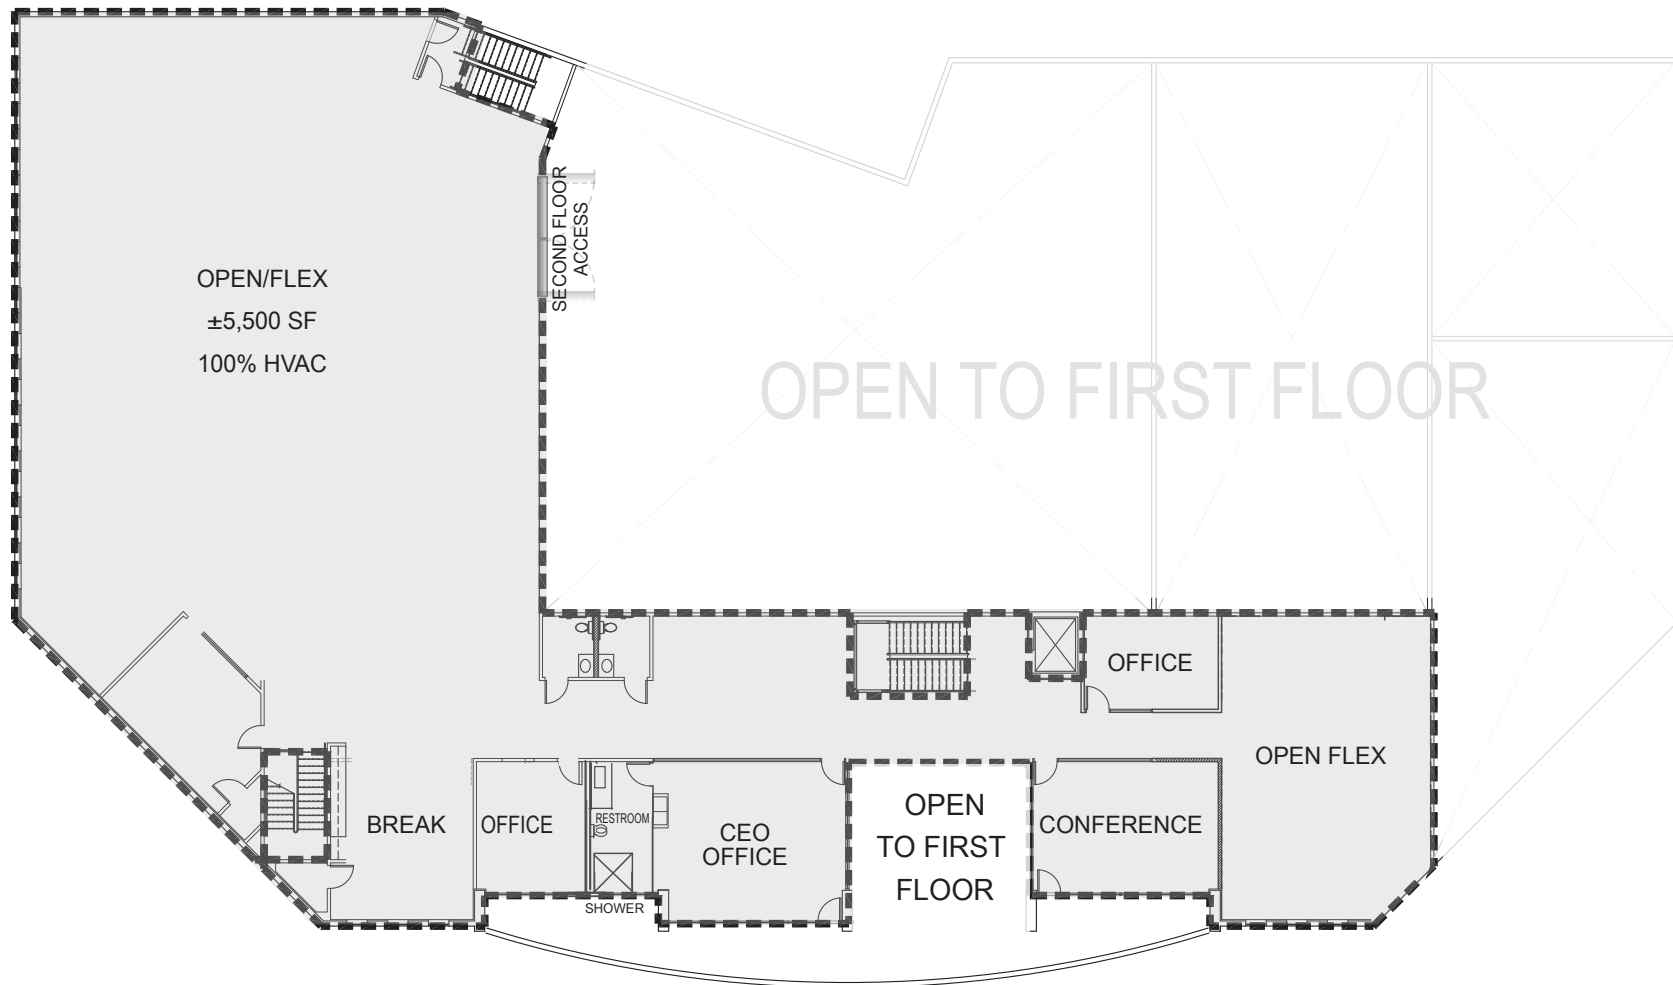 SECOND FLOOR
ACCESS
OPEN/FLEX
±5,500 SF
100% HVAC
OPEN TO FIRST FLOOR
OFFICE
OPEN FLEX
BREAK
OFFICE
RESTROOM
SHOWER
CEO
OFFICE
OPEN
TO FIRST
FLOOR
CONFERENCE